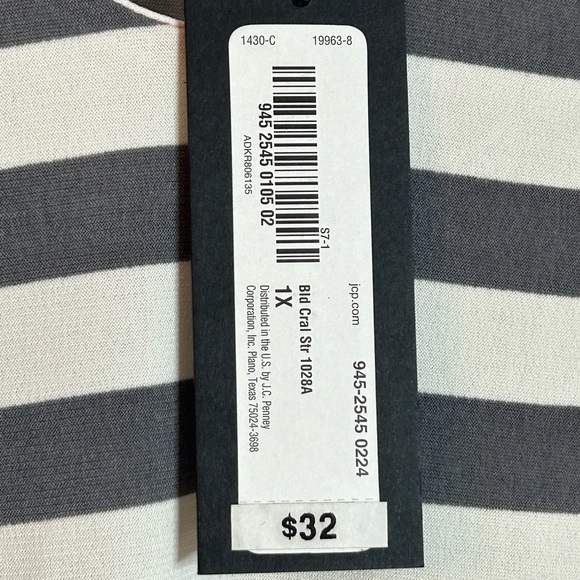 1430-C 19963-8
945 2545 0105 02
ADKR806135
S7-1
jcp.com 945-2545 0224
Bld Cral Str 1028A
1X
Distributed in the U.S. by J.C. Penney
Corporation, Inc. Plano, Texas 75024-3698
$32